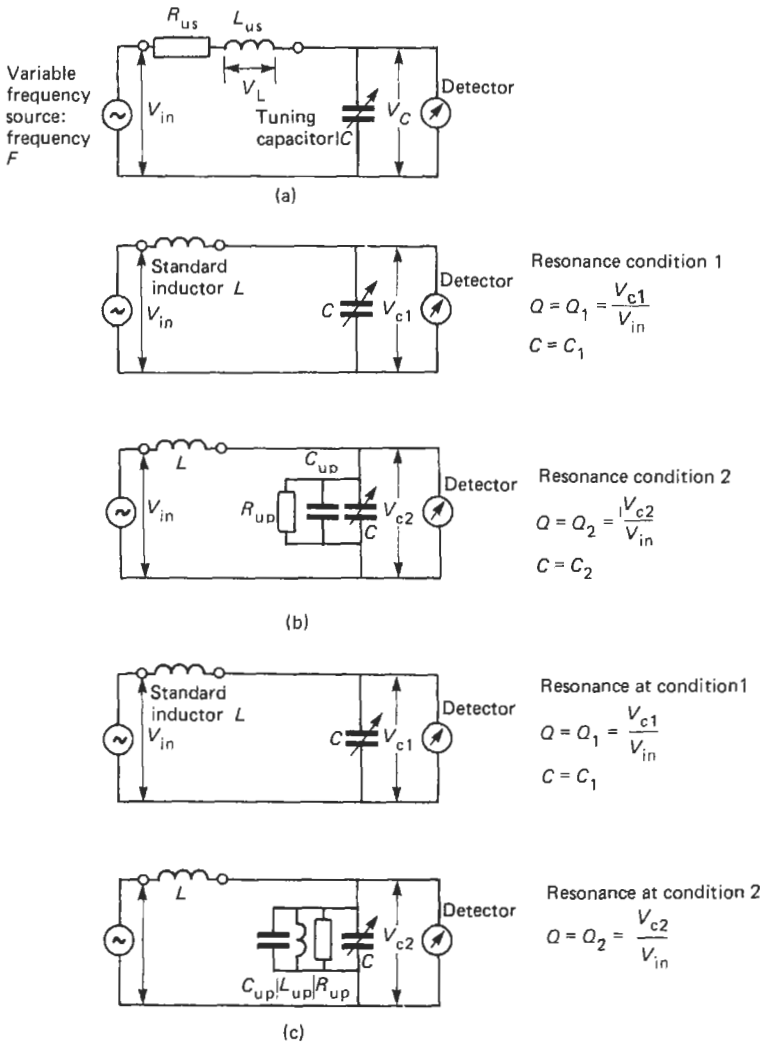 R_us L_us
Variable
frequency
source:
frequency
F
V_in
V_L
Tuning
capacitor C
V_C
Detector
(a)
Standard
inductor L
V_in
C
V_c1
Detector
Resonance condition 1
Q = Q_1 = V_c1 / V_in
C = C_1
L
V_in
C_up
R_up
C
V_c2
Detector
Resonance condition 2
Q = Q_2 = V_c2 / V_in
C = C_2
(b)
Standard
inductor L
V_in
C
V_c1
Detector
Resonance at condition1
Q = Q_1 = V_c1 / V_in
C = C_1
L
C
V_c2
Detector
C_up L_up R_up
Resonance at condition 2
Q = Q_2 = V_c2 / V_in
(c)